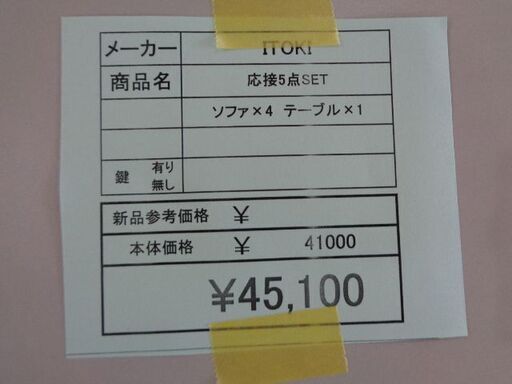 メーカー ITOKI
商品名 応接5点SET
ソファ×4 テーブル×1
鍵 有り
無し
新品参考価格 ¥
本体価格 ¥ 41000
¥45,100